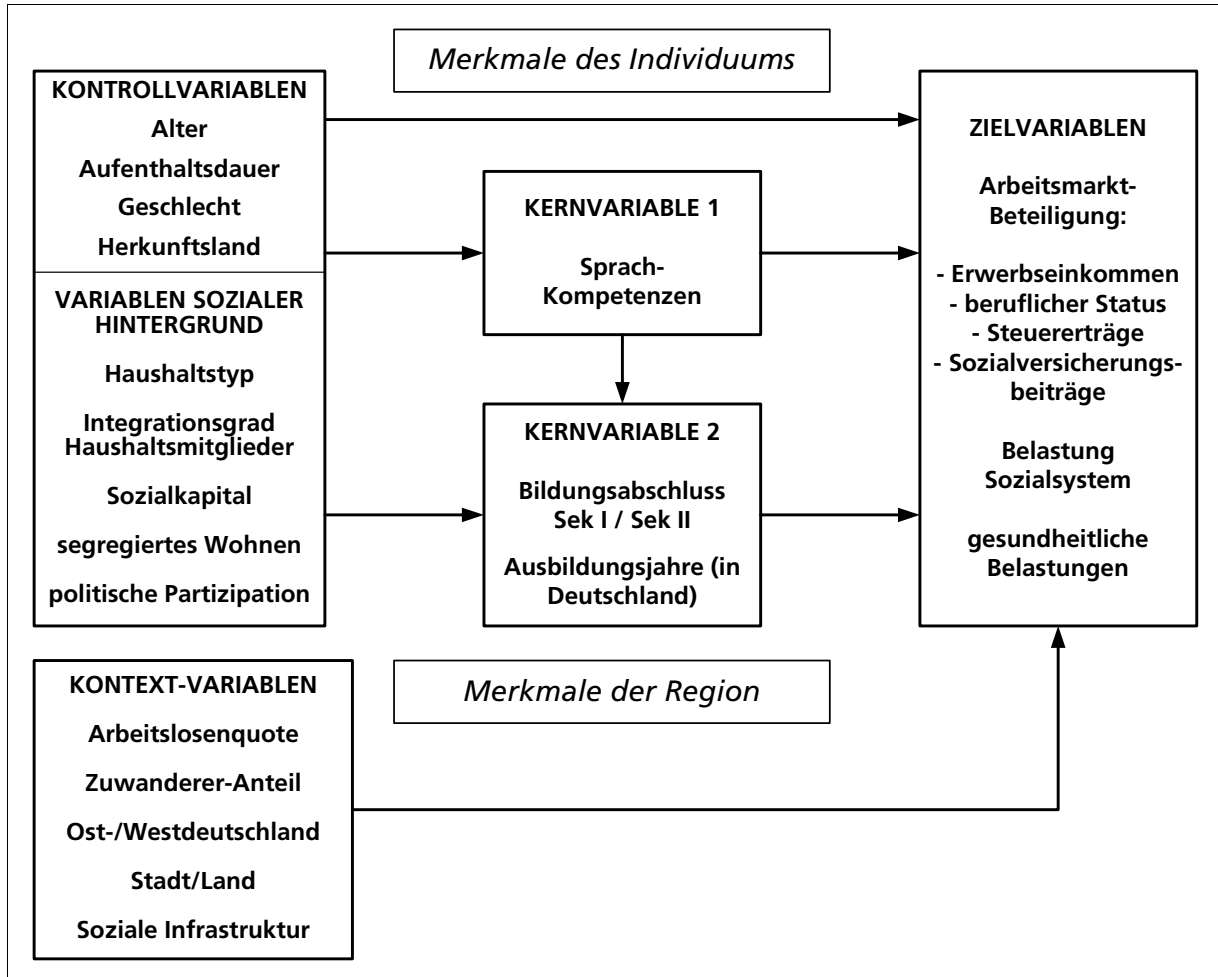 Merkmale des Individuums
KONTROLLVARIABLEN
Alter
Aufenthaltsdauer
Geschlecht
Herkunftsland
VARIABLEN SOZIALER
HINTERGRUND
Haushaltstyp
Integrationsgrad
Haushaltsmitglieder
Sozialkapital
segregiertes Wohnen
politische Partizipation
KERNVARIABLE 1
Sprach-
Kompetenzen
KERNVARIABLE 2
Bildungsabschluss
Sek I / Sek II
Ausbildungsjahre (in
Deutschland)
ZIELVARIABLEN
Arbeitsmarkt-
Beteiligung:
- Erwerbseinkommen
- beruflicher Status
- Steuererträge
- Sozialversicherungs-
beiträge
Belastung
Sozialsystem
gesundheitliche
Belastungen
Merkmale der Region
KONTEXT-VARIABLEN
Arbeitslosenquote
Zuwanderer-Anteil
Ost-/Westdeutschland
Stadt/Land
Soziale Infrastruktur